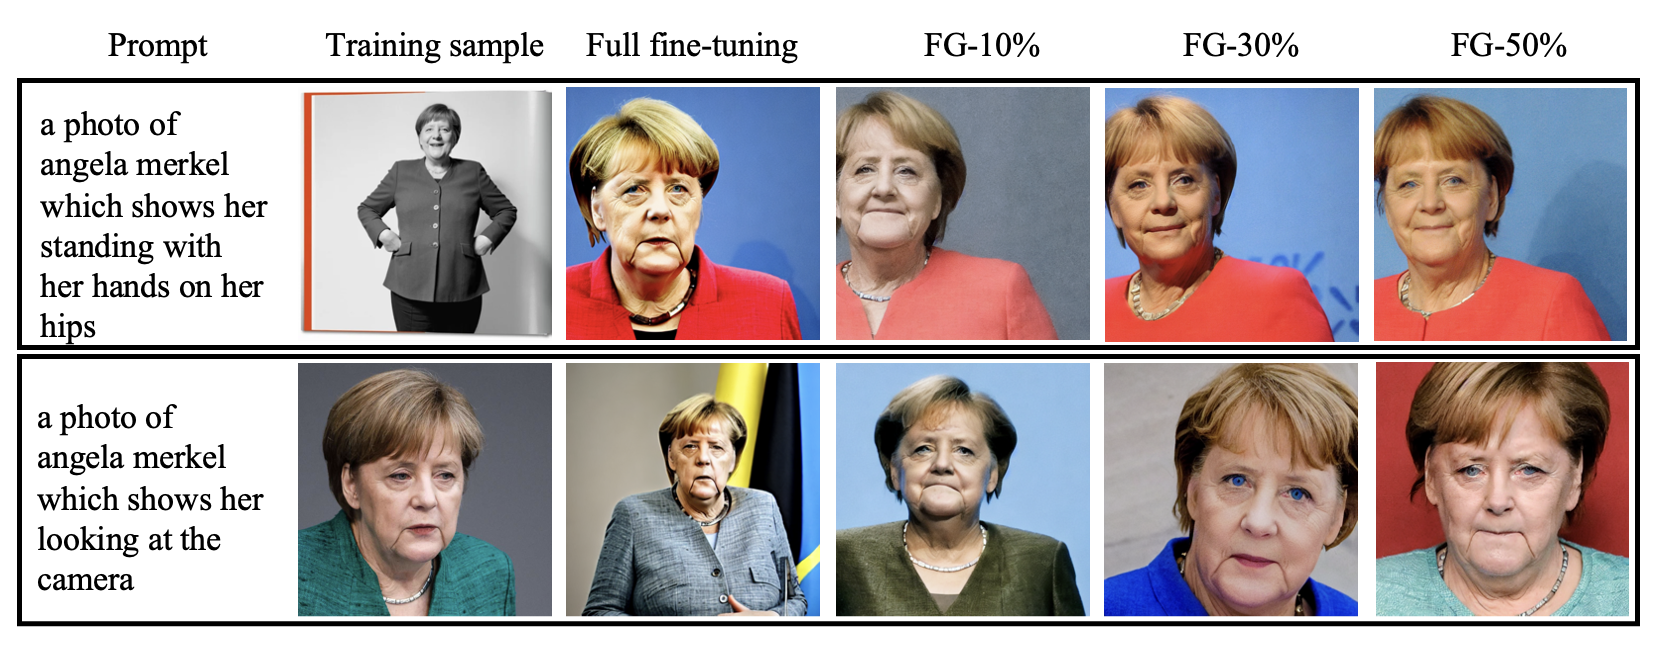 Prompt Training sample Full fine-tuning FG-10% FG-30% FG-50%
a photo of
angela merkel
which shows her
standing with
her hands on her
hips
a photo of
angela merkel
which shows her
looking at the
camera